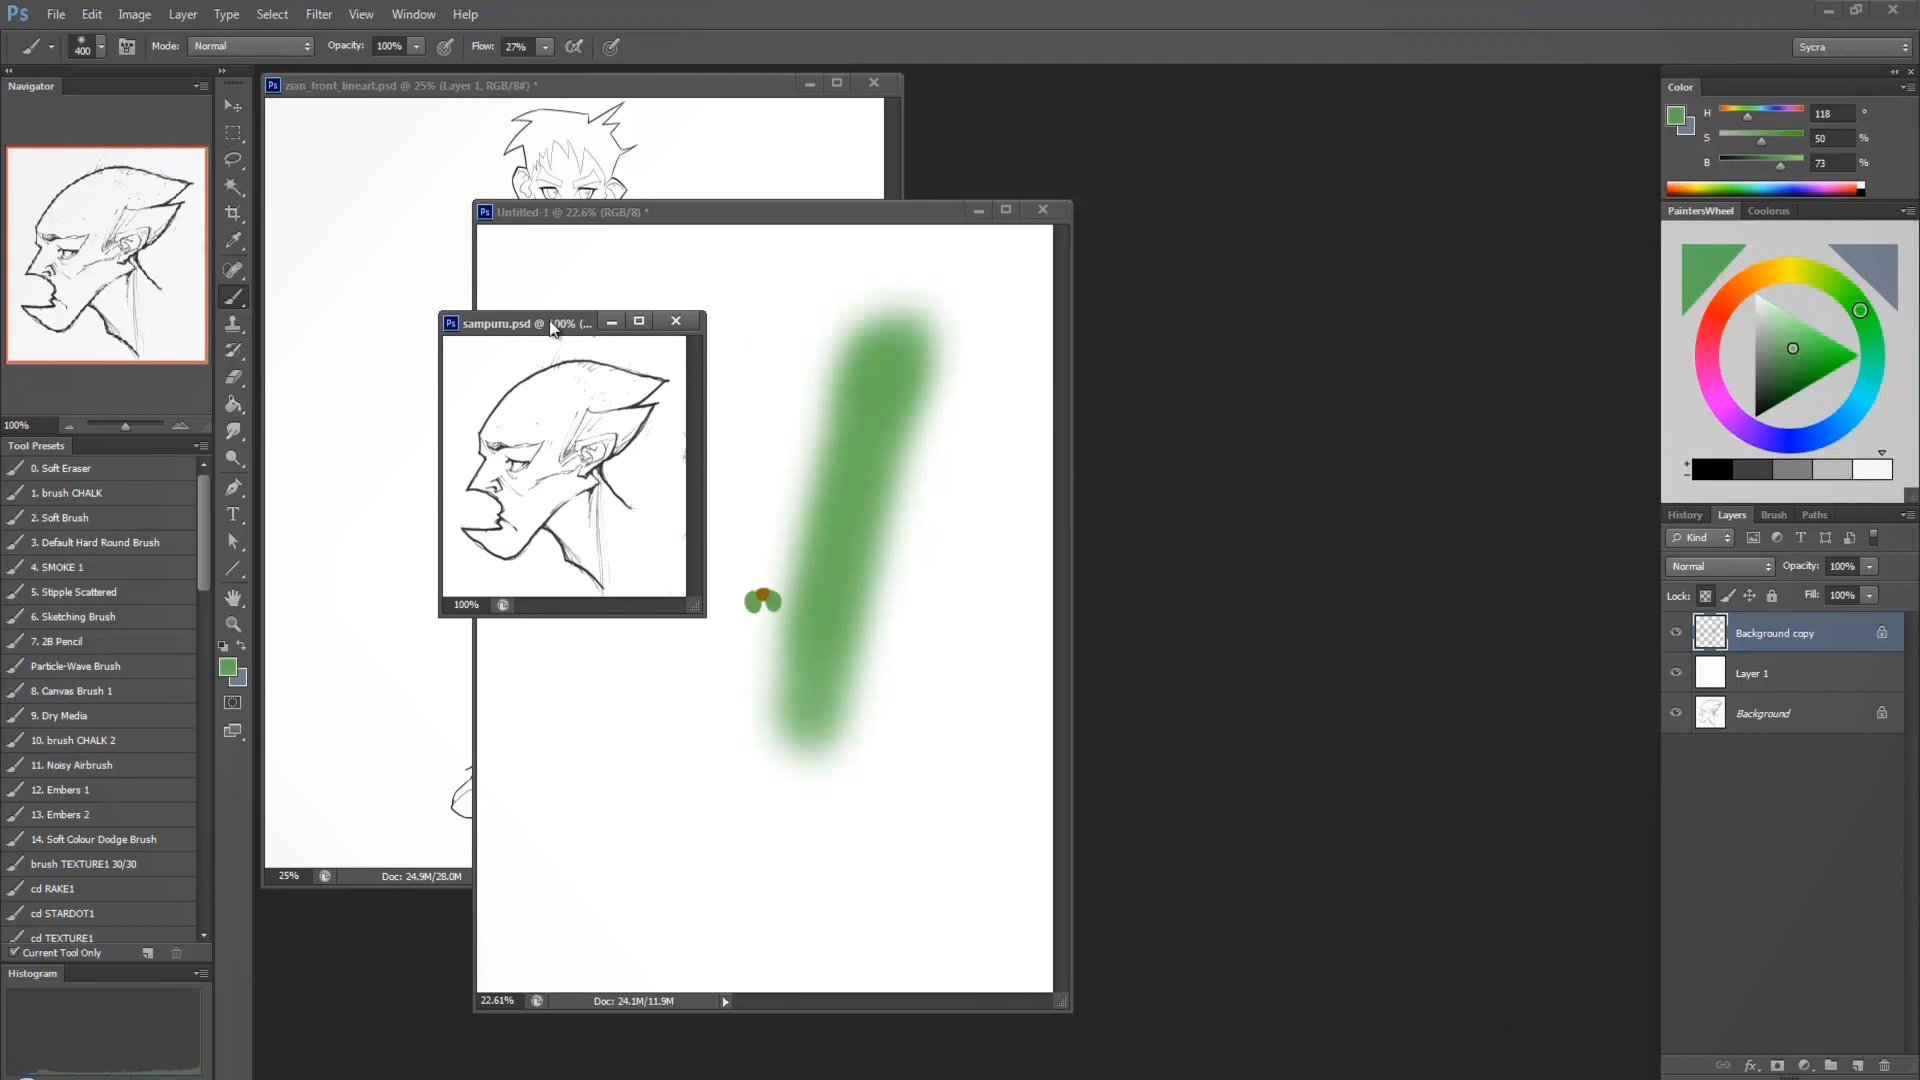 Ps File Edit Image Layer Type Select Filter View Window Help
400 Mode: Normal Opacity: 100% Flow: 27% Sycra
Navigator
100%
Tool Presets
0. Soft Eraser
1. brush CHALK
2. Soft Brush
3. Default Hard Round Brush
4. SMOKE 1
5. Stipple Scattered
6. Sketching Brush
7. 2B Pencil
Particle-Wave Brush
8. Canvas Brush 1
9. Dry Media
10. brush CHALK 2
11. Noisy Airbrush
12. Embers 1
13. Embers 2
14. Soft Colour Dodge Brush
brush TEXTURE1 30/30
cd RAKE1
cd STARDOT1
cd TEXTURE1
Current Tool Only
Histogram
Ps zian_front_lineart.psd @ 25% (Layer 1, RGB/8#) *
25% Doc: 24.9M/28.0M
Ps Untitled-1 @ 22.6% (RGB/8) *
22.61% Doc: 24.1M/11.9M
Ps sampuru.psd @ 100% (...
100%
Color
H 118 °
S 50 %
B 73 %
PaintersWheel Coolorus
History Layers Brush Paths
Kind
Normal Opacity: 100%
Lock: Fill: 100%
Background copy
Layer 1
Background
fx